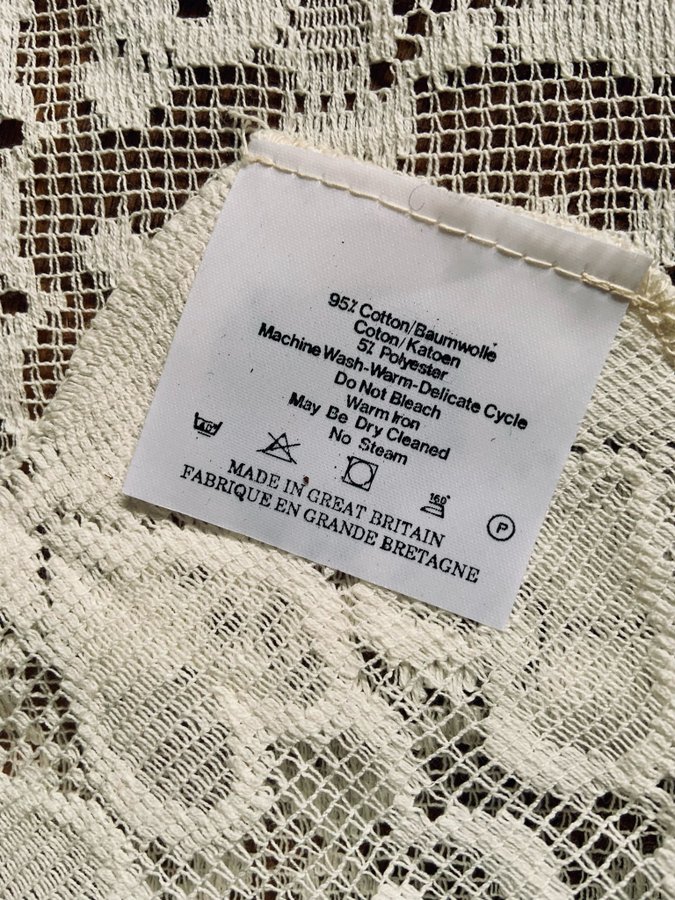 95% Cotton/Baumwolle
Coton/Katoen
5% Polyester
Machine Wash-Warm-Delicate Cycle
Do Not Bleach
Warm Iron
May Be Dry Cleaned
No Steam
40°
160°
P
MADE IN GREAT BRITAIN
FABRIQUE EN GRANDE BRETAGNE